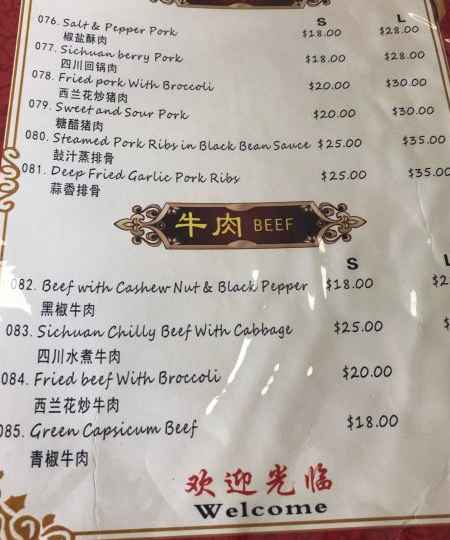 S L
076. Salt & Pepper Pork $18.00 $28.00
椒盐酥肉
077. Sichuan berry Pork $18.00 $28.00
四川回锅肉
078. Fried pork With Broccoli $20.00 $30.00
西兰花炒猪肉
079. Sweet and Sour Pork $20.00 $30.00
糖醋猪肉
080. Steamed Pork Ribs in Black Bean Sauce $25.00 $35.00
鼓汁蒸排骨
081. Deep Fried Garlic Pork Ribs $25.00 $35.00
蒜香排骨
牛肉 BEEF
S
082. Beef with Cashew Nut & Black Pepper $18.00 $2
黑椒牛肉
083. Sichuan Chilly Beef With Cabbage $25.00
四川水煮牛肉
084. Fried beef With Broccoli $20.00
西兰花炒牛肉
085. Green Capsicum Beef $18.00
青椒牛肉
欢迎光临
Welcome